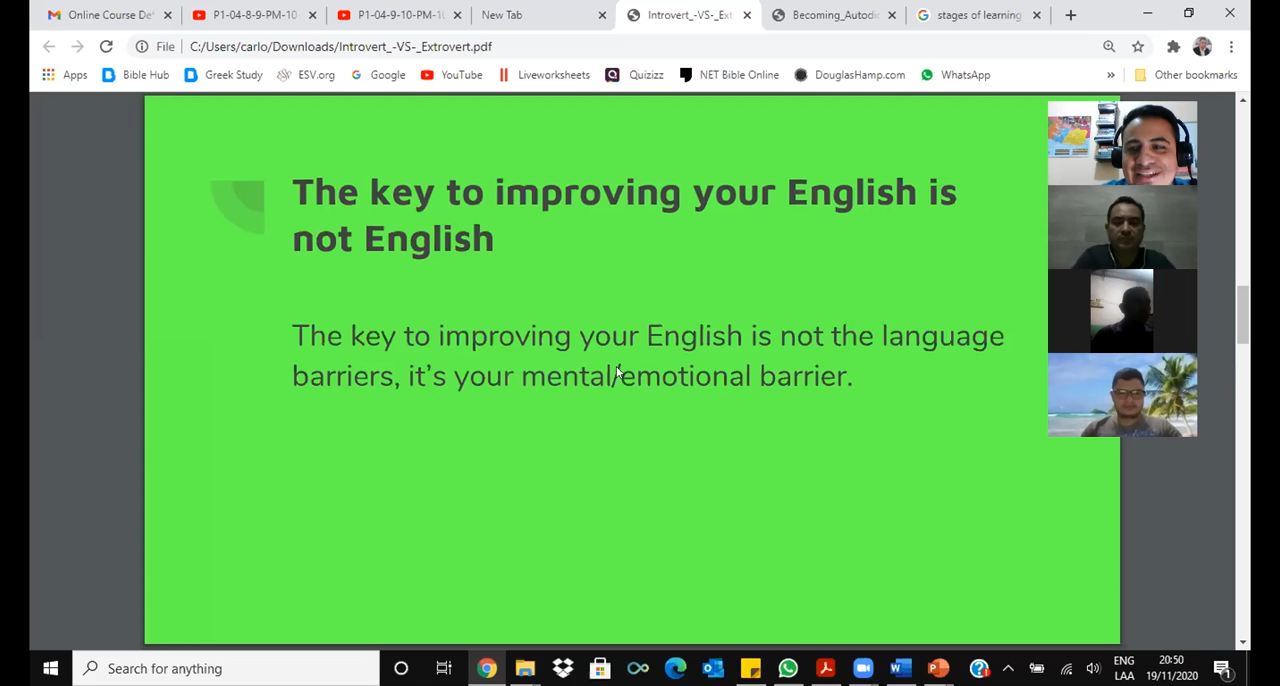 Online Course De
P1-04-8-9-PM-10
P1-04-9-10-PM-10
New Tab
Introvert_-VS-_Ext
Becoming_Autodi
stages of learning
File
C:/Users/carlo/Downloads/Introvert_-VS-_Extrovert.pdf
Apps
Bible Hub
Greek Study
ESV.org
Google
YouTube
Liveworksheets
Quizizz
NET Bible Online
DouglasHamp.com
WhatsApp
»
Other bookmarks
The key to improving your English is
not English
The key to improving your English is not the language
barriers, it's your mental/emotional barrier.
Search for anything
ENG
LAA
20:50
19/11/2020
1